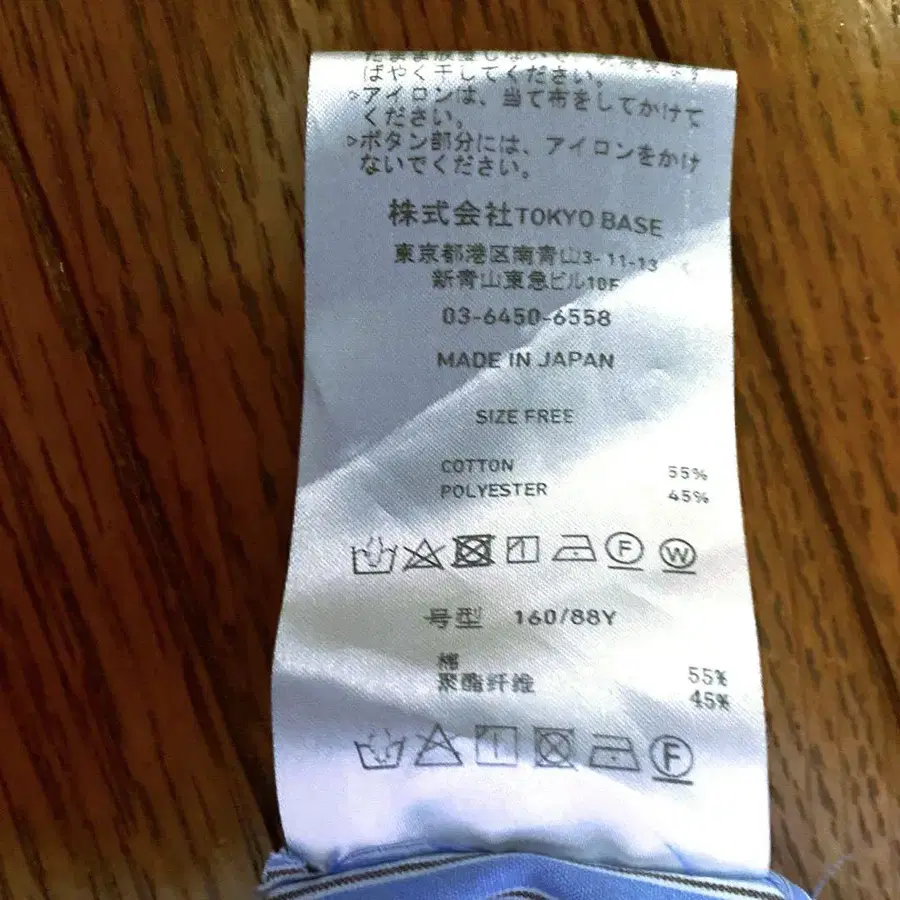 ばやく干してください。
▷アイロンは、当て布をしてかけて
ください。
▷ボタン部分には、アイロンをかけ
ないでください。
株式会社TOKYO BASE
東京都港区南青山3-11-13
新青山東急ビル10F
03-6450-6558
MADE IN JAPAN
SIZE FREE
COTTON 55%
POLYESTER 45%
F W
号型 160/88Y
棉 55%
聚酯纤维 45%
F